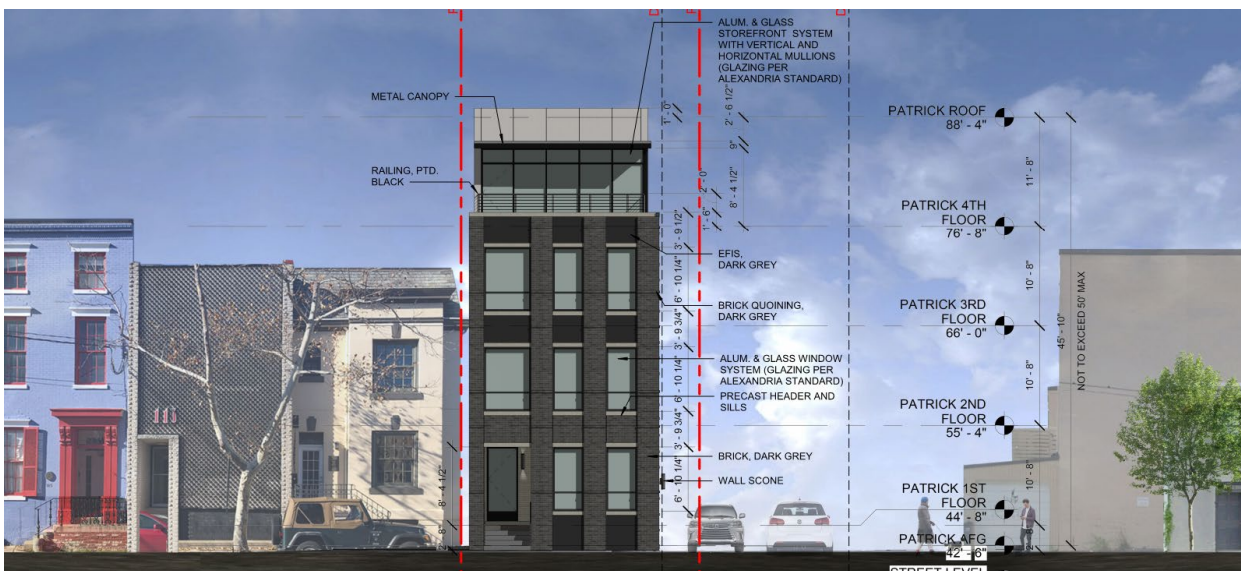 ALUM. & GLASS
STOREFRONT SYSTEM
WITH VERTICAL AND
HORIZONTAL MULLIONS
(GLAZING PER
ALEXANDRIA STANDARD)
METAL CANOPY
RAILING, PTD.
BLACK
1' - 0"
2' - 6 1/2"
9"
2' - 0"
8' - 4 1/2"
1' - 6"
3' - 9 1/2"
EFIS,
DARK GREY
6' - 10 1/4"
BRICK QUOINING,
DARK GREY
3' - 9 3/4"
ALUM. & GLASS WINDOW
SYSTEM (GLAZING PER
ALEXANDRIA STANDARD)
6' - 10 1/4"
PRECAST HEADER AND
SILLS
3' - 9 3/4"
BRICK, DARK GREY
WALL SCONE
6' - 10 1/4"
111
8' - 4 1/2"
PATRICK ROOF
88' - 4"
11' - 8"
PATRICK 4TH
FLOOR
76' - 8"
10' - 8"
PATRICK 3RD
FLOOR
66' - 0"
45' - 10"
NOT TO EXCEED 50' MAX
10' - 8"
PATRICK 2ND
FLOOR
55' - 4"
10' - 8"
PATRICK 1ST
FLOOR
44' - 8"
PATRICK AFG
42' - 6"
STREET LEVEL